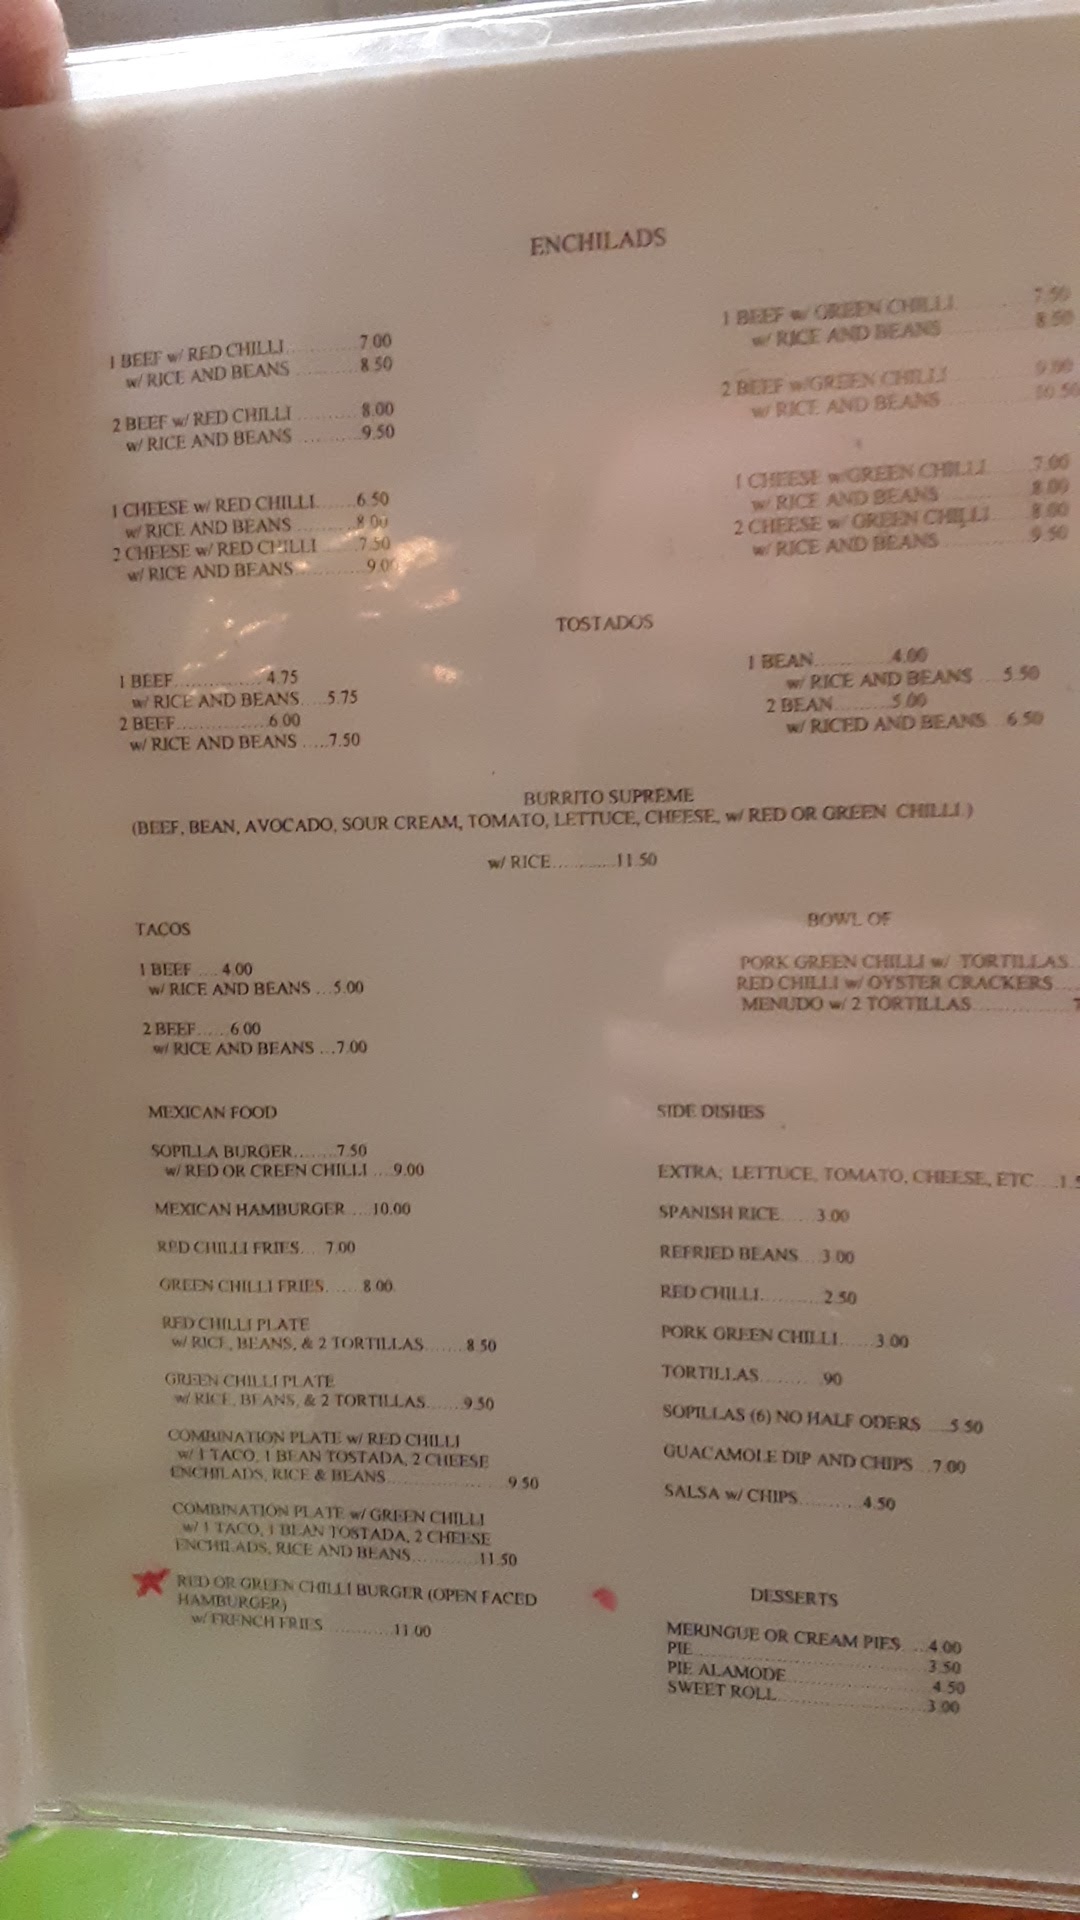 ENCHILADS
1 BEEF w/ RED CHILLI............7.00
w/ RICE AND BEANS ...........8.50
2 BEEF w/ RED CHILLI ...........8.00
w/ RICE AND BEANS ..........9.50
1 CHEESE w/ RED CHILLI......6.50
w/ RICE AND BEANS ..........8.00
2 CHEESE w/ RED CHILLI......7.50
w/ RICE AND BEANS............9.00
1 BEEF w/ GREEN CHILLI............7.50
w/ RICE AND BEANS ..............8.50
2 BEEF w/GREEN CHILLI ............9.00
w/ RICE AND BEANS ..............10.50
1 CHEESE w/GREEN CHILLI.......7.00
w/ RICE AND BEANS ..............8.00
2 CHEESE w/ GREEN CHILLI......8.00
w/ RICE AND BEANS..............9.50
TOSTADOS
1 BEEF................4.75
w/ RICE AND BEANS.....5.75
2 BEEF.................6.00
w/ RICE AND BEANS .....7.50
1 BEAN.............4.00
w/ RICE AND BEANS .....5.50
2 BEAN..........5.00
w/ RICED AND BEANS...6.50
BURRITO SUPREME
(BEEF, BEAN, AVOCADO, SOUR CREAM, TOMATO, LETTUCE, CHEESE, w/ RED OR GREEN CHILLI )
w/ RICE...........11.50
TACOS
1 BEEF ....4.00
w/ RICE AND BEANS ...5.00
2 BEEF......6.00
w/ RICE AND BEANS ...7.00
BOWL OF
PORK GREEN CHILLI w/ TORTILLAS.
RED CHILLI w/ OYSTER CRACKERS....
MENUDO w/ 2 TORTILLAS..............
MEXICAN FOOD
SOPILLA BURGER........7.50
w/ RED OR CREEN CHILLI ....9.00
MEXICAN HAMBURGER.....10.00
RED CHILLI FRIES....7.00
GREEN CHILLI FRIES.......8.00
RED CHILLI PLATE
w/ RICE, BEANS, & 2 TORTILLAS.......8.50
GREEN CHILLI PLATE
w/ RICE, BEANS, & 2 TORTILLAS......9.50
COMBINATION PLATE w/ RED CHILLI
w/ 1 TACO, 1 BEAN TOSTADA, 2 CHEESE
ENCHILADS, RICE & BEANS......................9.50
COMBINATION PLATE w/ GREEN CHILLI
w/ 1 TACO, 1 BEAN TOSTADA, 2 CHEESE
ENCHILADS, RICE AND BEANS............11.50
RED OR GREEN CHILLI BURGER (OPEN FACED
HAMBURGER)
w/ FRENCH FRIES ............11.00
SIDE DISHES
EXTRA; LETTUCE, TOMATO, CHEESE, ETC....1.5
SPANISH RICE......3.00
REFRIED BEANS....3.00
RED CHILLI...........2.50
PORK GREEN CHILLI......3.00
TORTILLAS.........90
SOPILLAS (6) NO HALF ODERS ....5.50
GUACAMOLE DIP AND CHIPS ...7.00
SALSA w/ CHIPS...........4.50
DESSERTS
MERINGUE OR CREAM PIES ....4.00
PIE.......................................3.50
PIE ALAMODE.........................4.50
SWEET ROLL..........................3.00